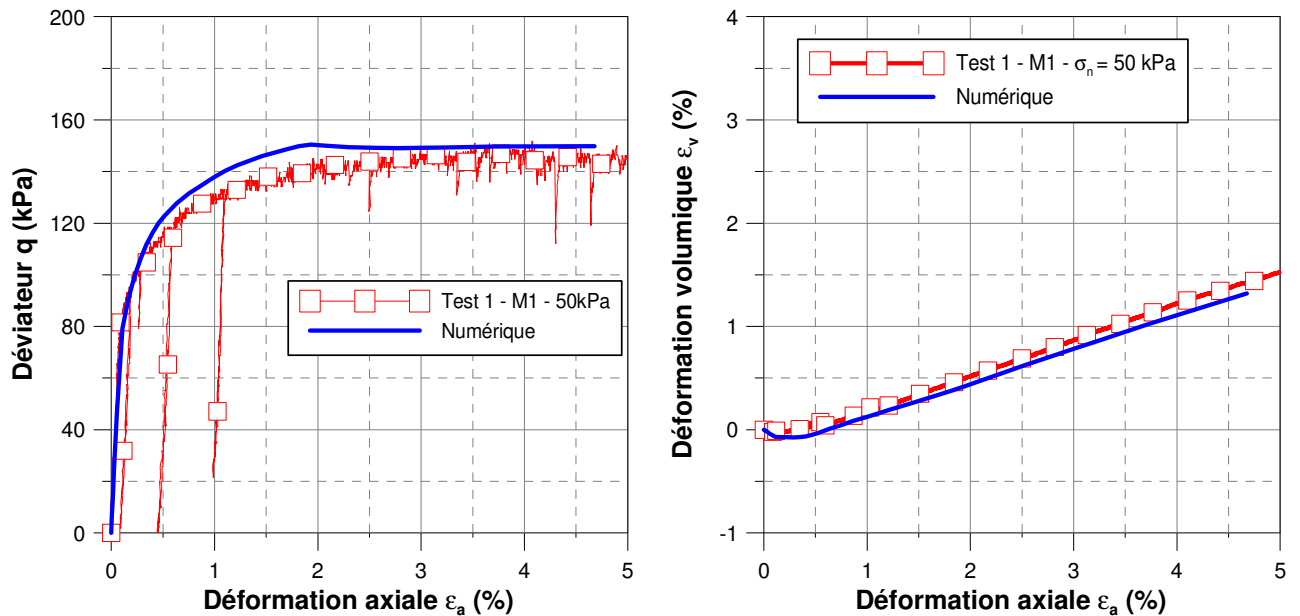 200
160
120
80
40
0
Déviateur q (kPa)
Test 1 - M1 - 50kPa
Numérique
0 1 2 3 4 5
Déformation axiale εa (%)
4
3
2
1
0
-1
Déformation volumique εv (%)
Test 1 - M1 - σn = 50 kPa
Numérique
0 1 2 3 4 5
Déformation axiale εa (%)